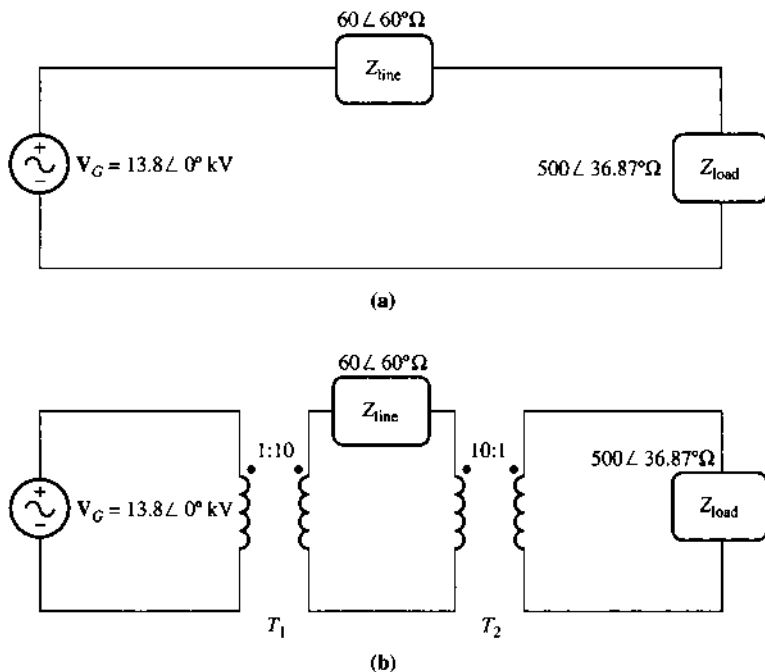 60∠60°Ω
Z_line
+
V_G = 13.8∠ 0° kV
−
500∠36.87°Ω
Z_load
(a)
60∠60°Ω
Z_line
1:10
10:1
500∠36.87°Ω
+
V_G = 13.8∠ 0° kV
−
Z_load
T_1
T_2
(b)